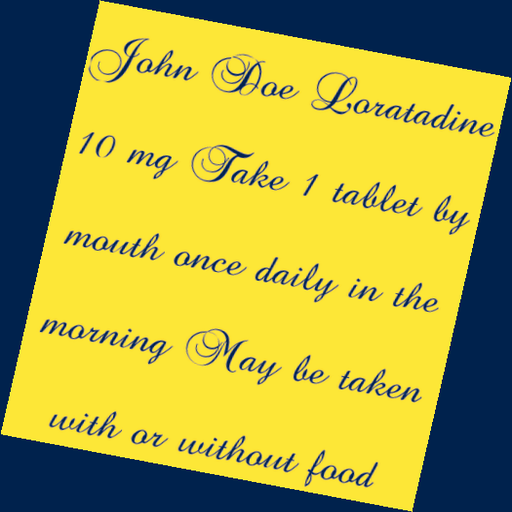 John Doe Loratadine
10 mg Take 1 tablet by
mouth once daily in the
morning May be taken
with or without food